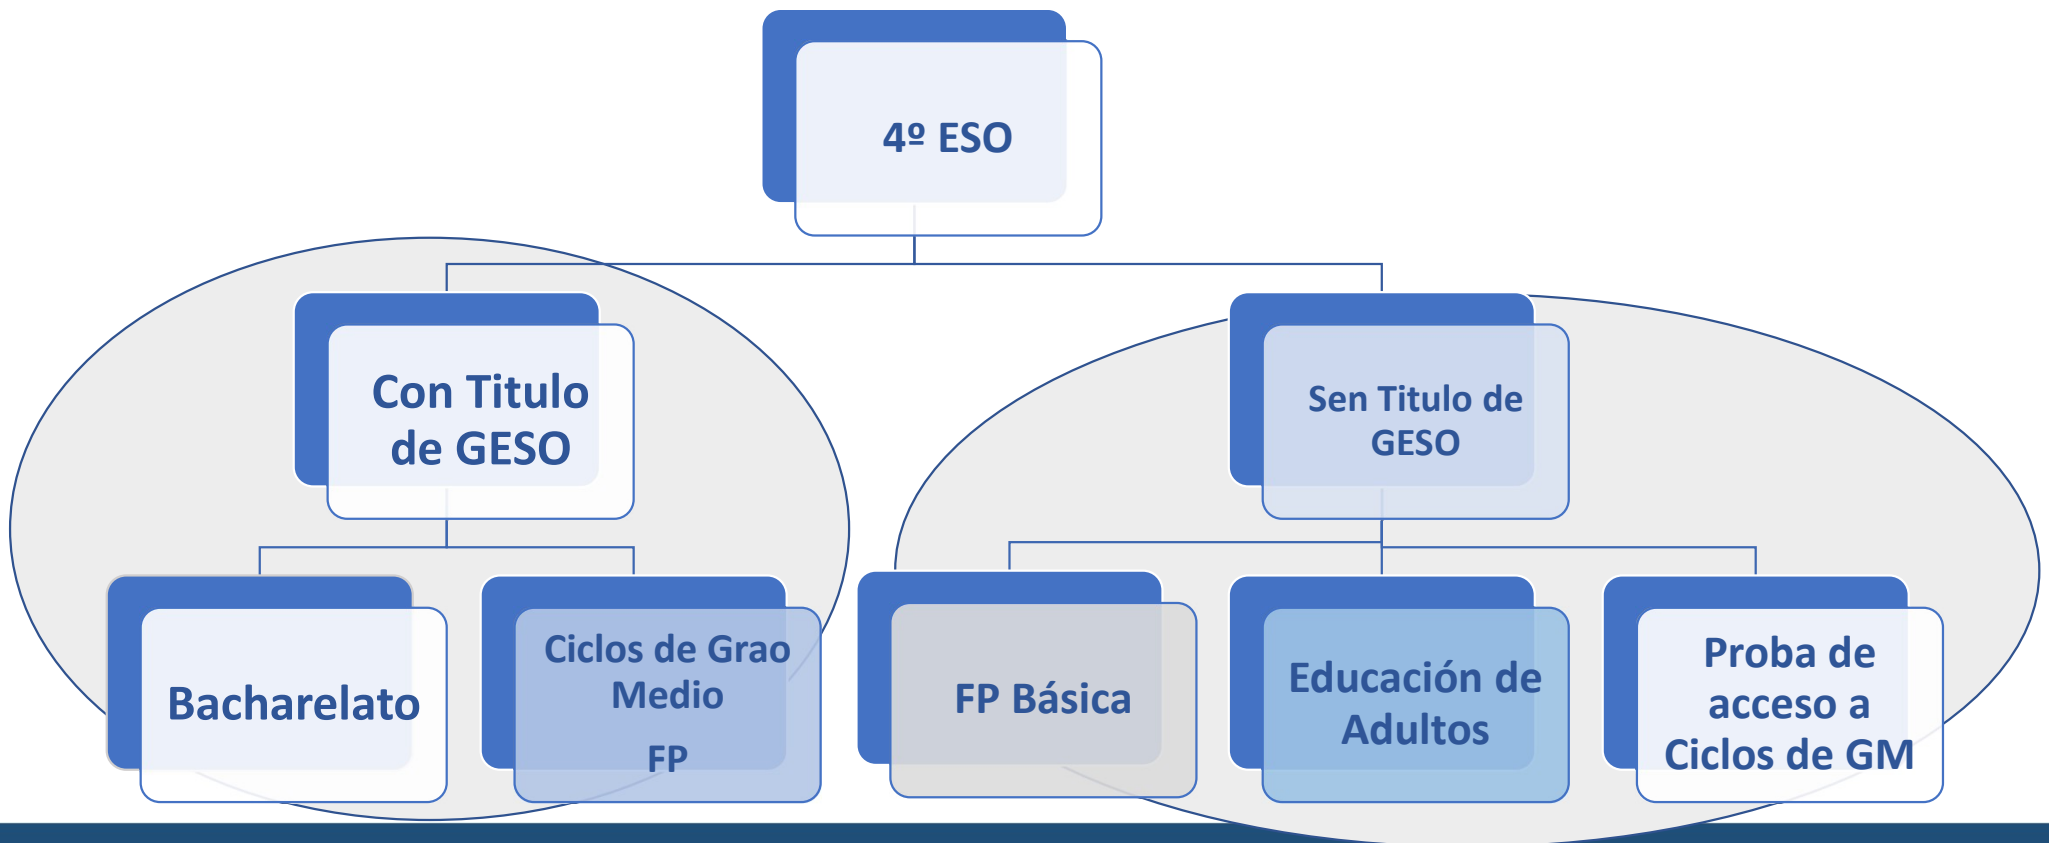 4º ESO
Con Titulo
de GESO
Sen Titulo de
GESO
Bacharelato
Ciclos de Grao
Medio
FP
FP Básica
Educación de
Adultos
Proba de
acceso a
Ciclos de GM